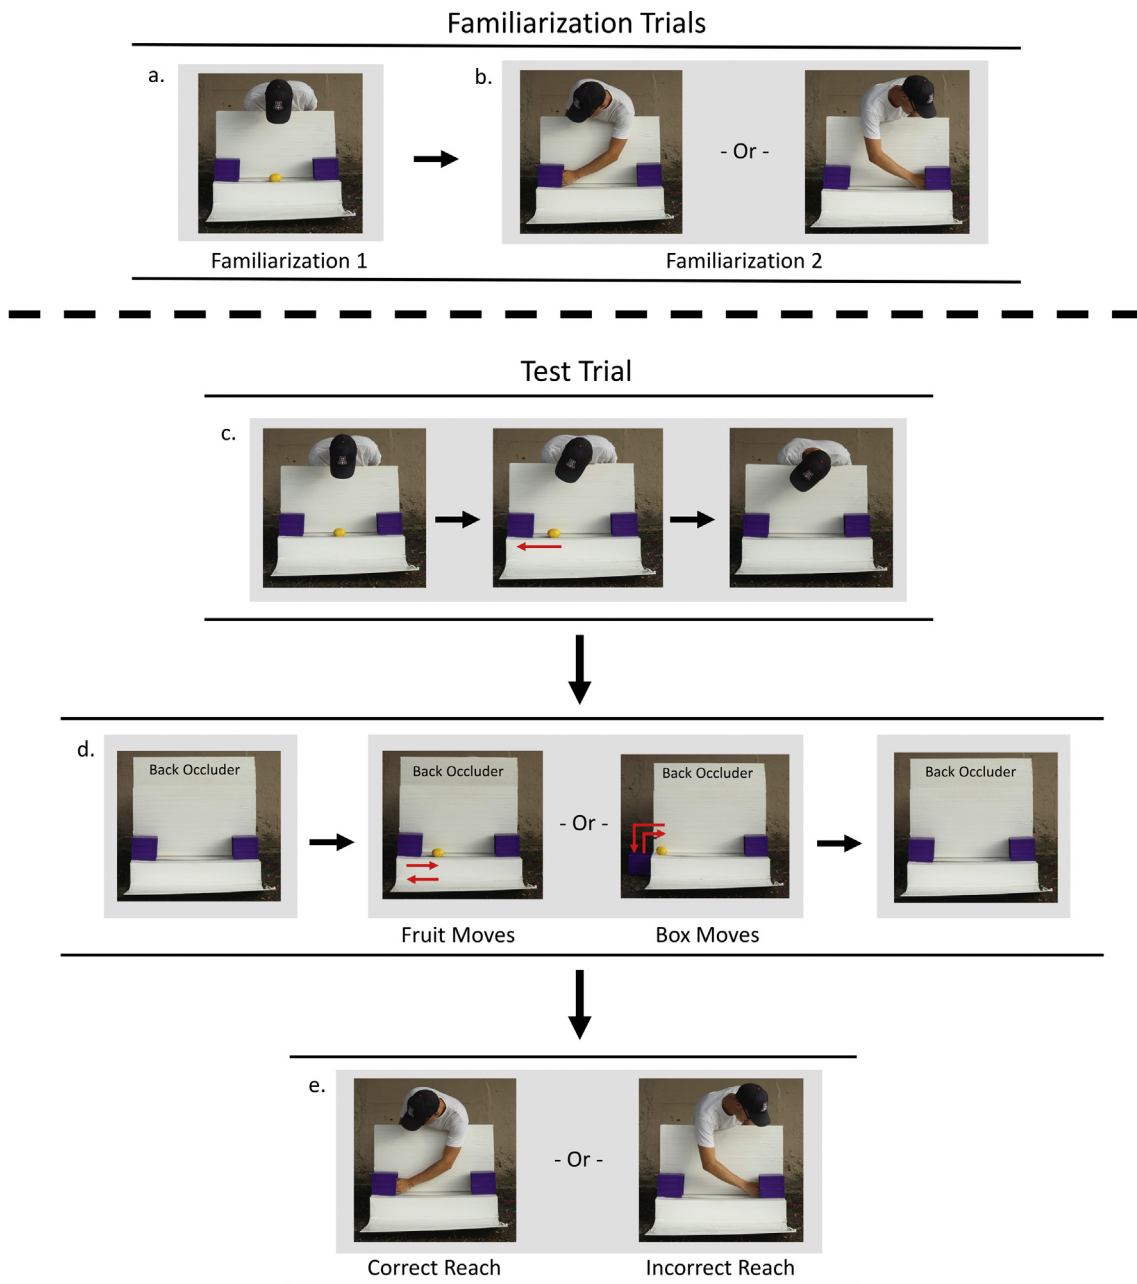 Familiarization Trials
a.
b.
- Or -
Familiarization 1
Familiarization 2
Test Trial
c.
d.
Back Occluder
Back Occluder
- Or -
Back Occluder
Back Occluder
Fruit Moves
Box Moves
e.
- Or -
Correct Reach
Incorrect Reach